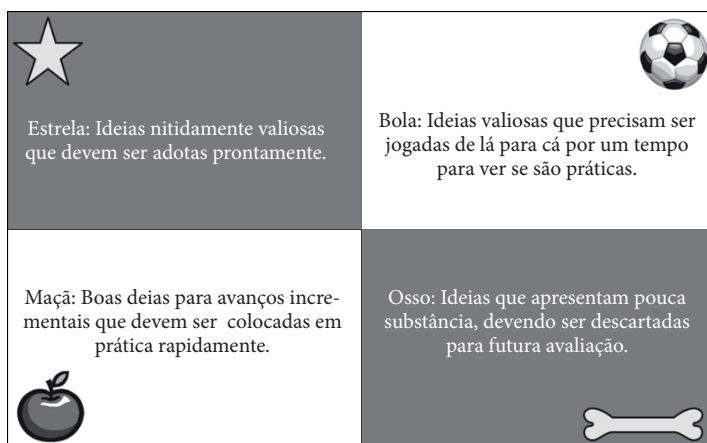 Estrela: Ideias nitidamente valiosas
que devem ser adotas prontamente.
Bola: Ideias valiosas que precisam ser
jogadas de lá para cá por um tempo
para ver se são práticas.
Maçã: Boas deias para avanços incre-
mentais que devem ser colocadas em
prática rapidamente.
Osso: Ideias que apresentam pouca
substância, devendo ser descartadas
para futura avaliação.